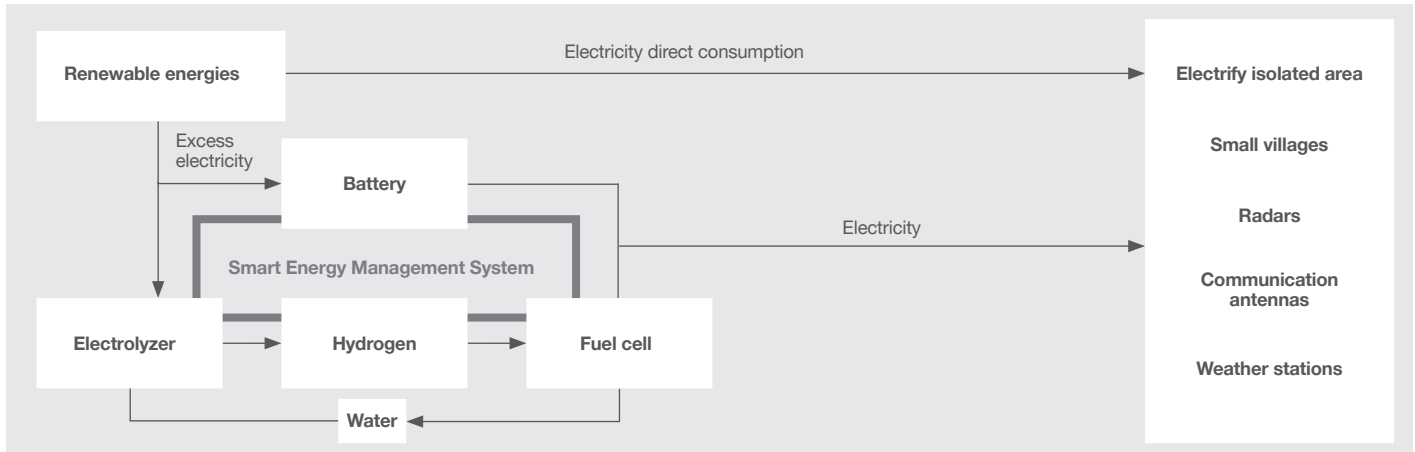 Electricity direct consumption
Renewable energies
Electrify isolated area
Excess
electricity
Small villages
Battery
Radars
Electricity
Smart Energy Management System
Communication
antennas
Electrolyzer
Hydrogen
Fuel cell
Weather stations
Water